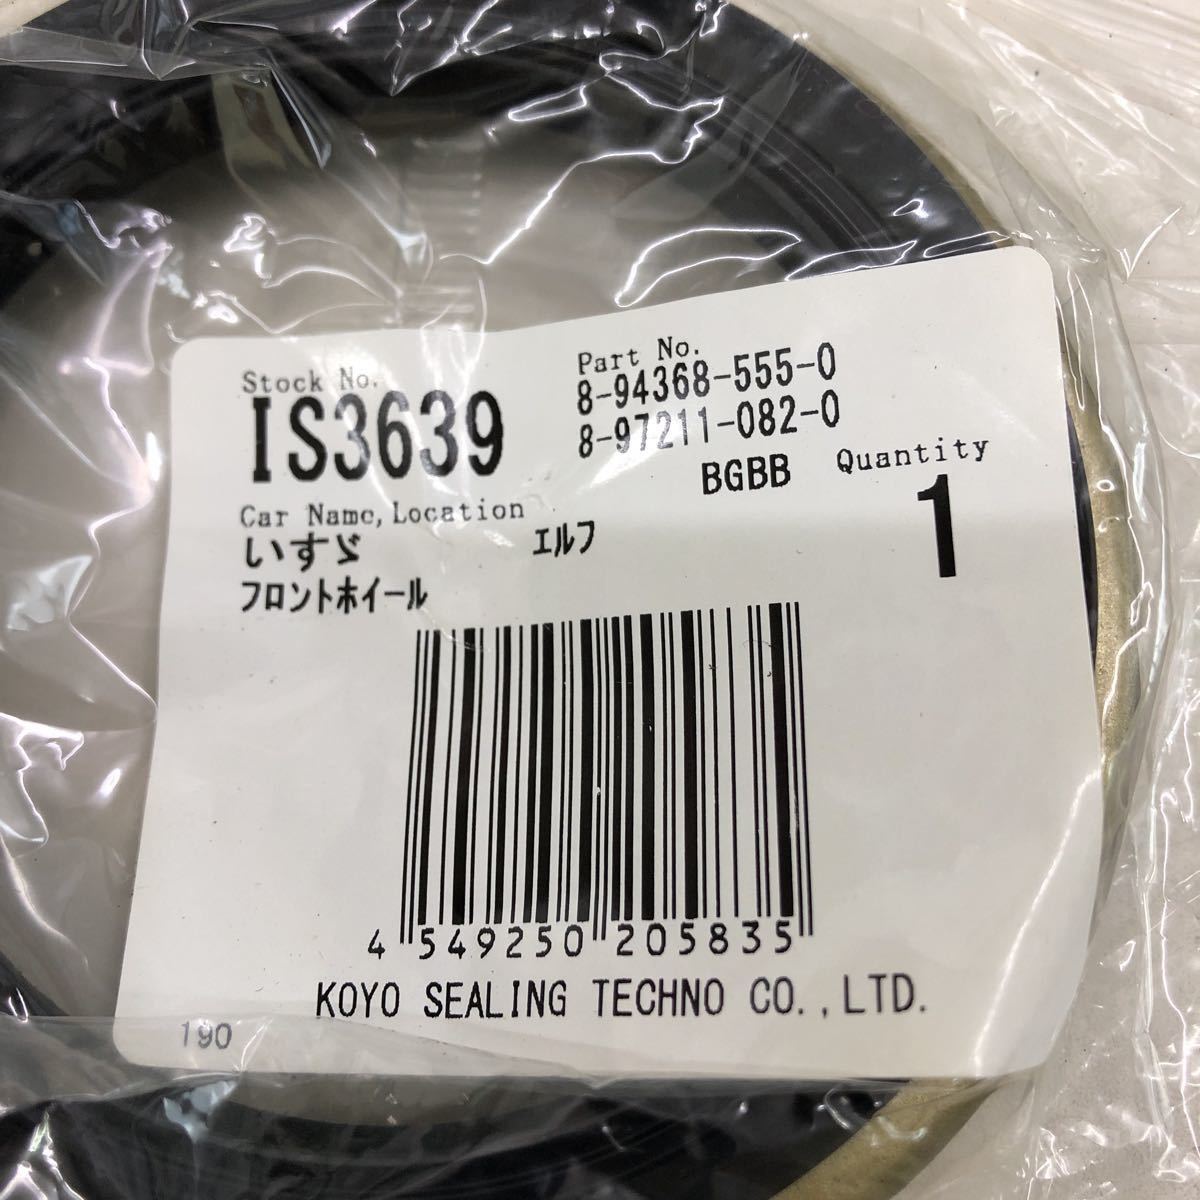 Stock No.
IS3639
Part No.
8-94368-555-0
8-97211-082-0
BGBB
Quantity
1
Car Name, Location
いすゞ エルフ
フロントホイール
4 549250 205835
KOYO SEALING TECHNO CO., LTD.
190